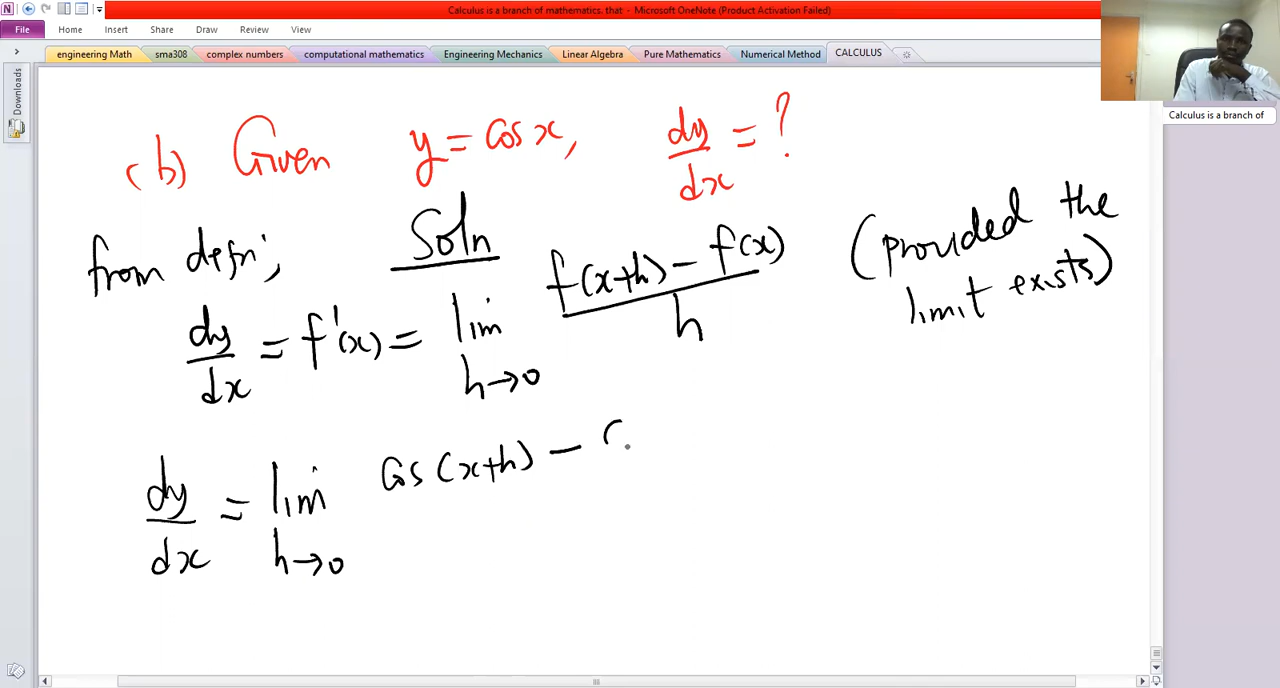 Calculus is a branch of mathematics. that - Microsoft OneNote (Product Activation Failed)
File Home Insert Share Draw Review View
engineering Math sma308 complex numbers computational mathematics Engineering Mechanics Linear Algebra Pure Mathematics Numerical Method CALCULUS
Downloads
Calculus is a branch of
(b) Given y = Cos x, dy/dx = ?
Soln
from defn;
dy/dx = f'(x) = lim h→0 f(x+h) − f(x) / h (provided the limit exists)
dy/dx = lim h→0 Cos(x+h) − C